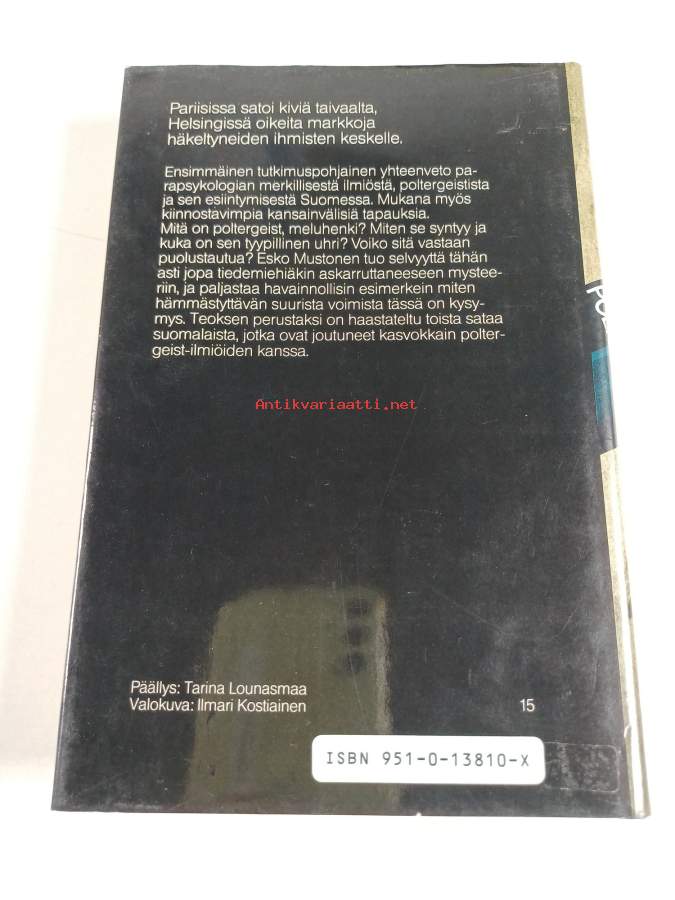 Pariisissa satoi kiviä taivaalta,
Helsingissä oikeita markkoja
häkeltyneiden ihmisten keskelle.
Ensimmäinen tutkimuspohjainen yhteenveto pa-
rapsykologian merkillisestä ilmiöstä, poltergeistista
ja sen esiintymisestä Suomessa. Mukana myös
kiinnostavimpia kansainvälisiä tapauksia.
Mitä on poltergeist, meluhenki? Miten se syntyy ja
kuka on sen tyypillinen uhri? Voiko sitä vastaan
puolustautua? Esko Mustonen tuo selvyyttä tähän
asti jopa tiedemiehiäkin askarruttaneeseen mystee-
riin, ja paljastaa havainnollisin esimerkein miten
hämmästyttävän suurista voimista tässä on kysy-
mys. Teoksen perustaksi on haastateltu toista sataa
suomalaista, jotka ovat joutuneet kasvokkain polter-
geist-ilmiöiden kanssa.
Antikvariaatti.net
Päällys: Tarina Lounasmaa
Valokuva: Ilmari Kostiainen
15
ISBN 951-0-13810-X